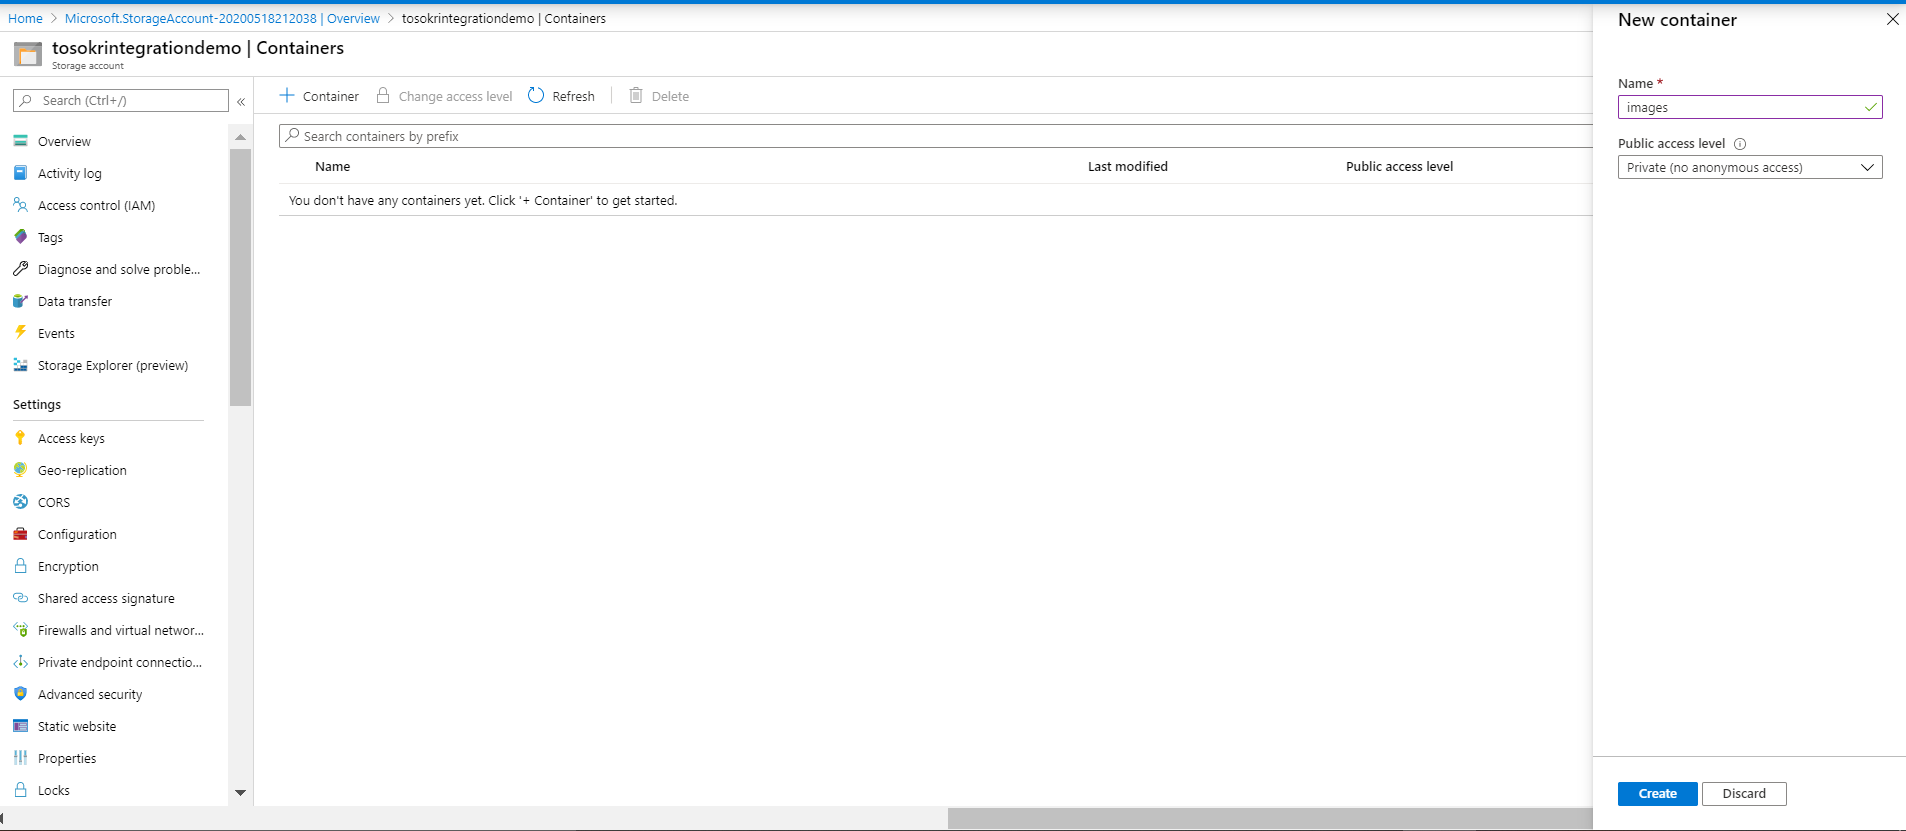 Home > Microsoft.StorageAccount-20200518212038 | Overview > tosokrintegrationdemo | Containers
tosokrintegrationdemo | Containers
Storage account
Search (Ctrl+/)
«
Overview
Activity log
Access control (IAM)
Tags
Diagnose and solve proble...
Data transfer
Events
Storage Explorer (preview)
Settings
Access keys
Geo-replication
CORS
Configuration
Encryption
Shared access signature
Firewalls and virtual networ...
Private endpoint connectio...
Advanced security
Static website
Properties
Locks
+ Container Change access level Refresh Delete
Search containers by prefix
Name Last modified Public access level
You don't have any containers yet. Click '+ Container' to get started.
New container
Name *
images
Public access level
Private (no anonymous access)
Create Discard